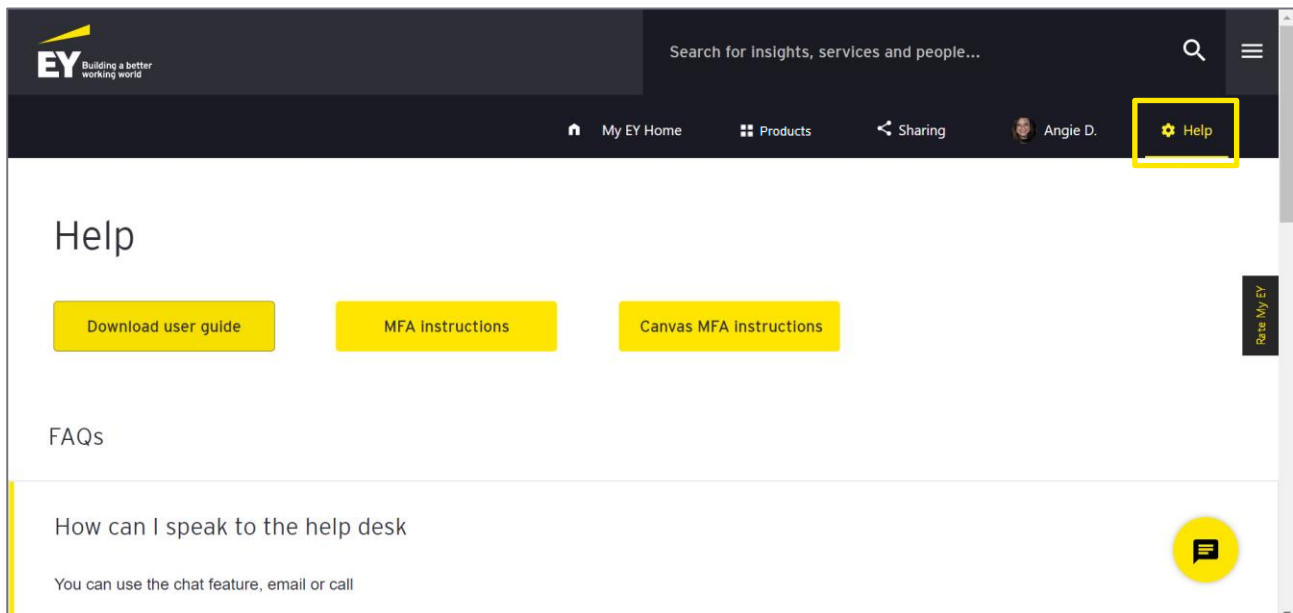 EY Building a better
working world
Search for insights, services and people...
My EY Home Products Sharing Angie D. Help
Help
Download user guide MFA instructions Canvas MFA instructions
Rate My EY
FAQs
How can I speak to the help desk
You can use the chat feature, email or call